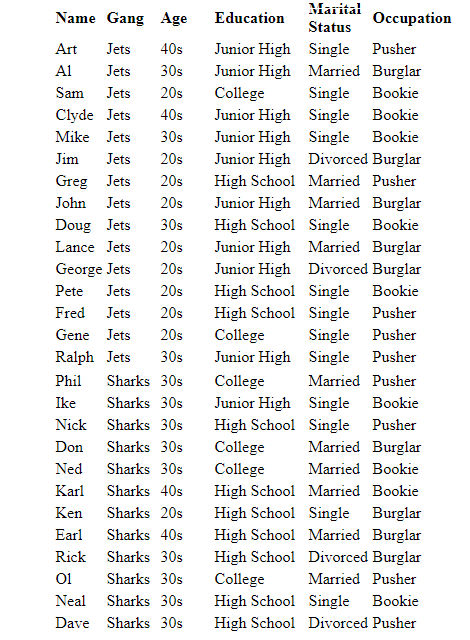 Name Gang Age Education Marital Status Occupation
Art Jets 40s Junior High Single Pusher
Al Jets 30s Junior High Married Burglar
Sam Jets 20s College Single Bookie
Clyde Jets 40s Junior High Single Bookie
Mike Jets 30s Junior High Single Bookie
Jim Jets 20s Junior High Divorced Burglar
Greg Jets 20s High School Married Pusher
John Jets 20s Junior High Married Burglar
Doug Jets 30s High School Single Bookie
Lance Jets 20s Junior High Married Burglar
George Jets 20s Junior High Divorced Burglar
Pete Jets 20s High School Single Bookie
Fred Jets 20s High School Single Pusher
Gene Jets 20s College Single Pusher
Ralph Jets 30s Junior High Single Pusher
Phil Sharks 30s College Married Pusher
Ike Sharks 30s Junior High Single Bookie
Nick Sharks 30s High School Single Pusher
Don Sharks 30s College Married Burglar
Ned Sharks 30s College Married Bookie
Karl Sharks 40s High School Married Bookie
Ken Sharks 20s High School Single Burglar
Earl Sharks 40s High School Married Burglar
Rick Sharks 30s High School Divorced Burglar
Ol Sharks 30s College Married Pusher
Neal Sharks 30s High School Single Bookie
Dave Sharks 30s High School Divorced Pusher